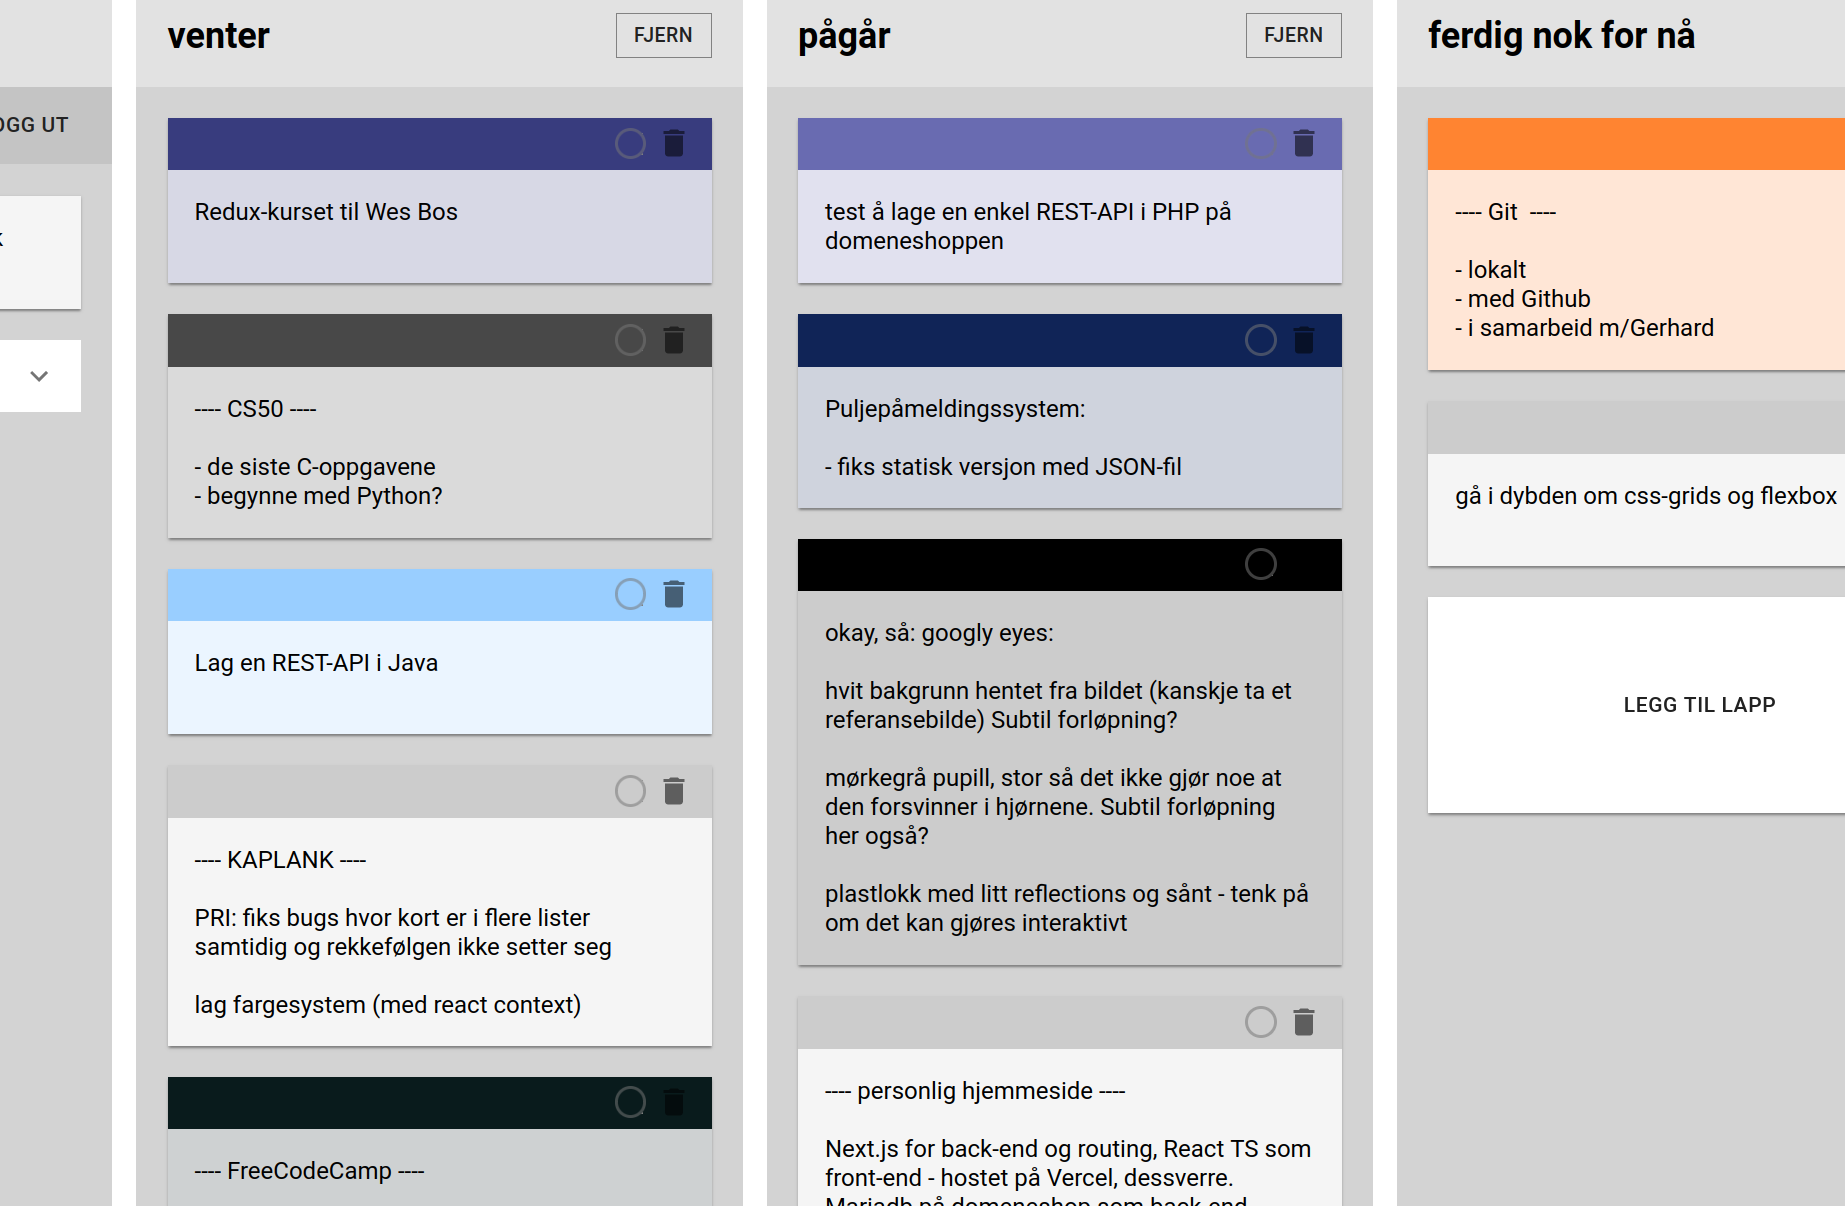 OGG UT
venter
FJERN
Redux-kurset til Wes Bos
---- CS50 ----
- de siste C-oppgavene
- begynne med Python?
Lag en REST-API i Java
---- KAPLANK ----
PRI: fiks bugs hvor kort er i flere lister
samtidig og rekkefølgen ikke setter seg
lag fargesystem (med react context)
---- FreeCodeCamp ----
pågår
FJERN
test å lage en enkel REST-API i PHP på
domeneshoppen
Puljepåmeldingssystem:
- fiks statisk versjon med JSON-fil
okay, så: googly eyes:
hvit bakgrunn hentet fra bildet (kanskje ta et
referansebilde) Subtil forløpning?
mørkegrå pupill, stor så det ikke gjør noe at
den forsvinner i hjørnene. Subtil forløpning
her også?
plastlokk med litt reflections og sånt - tenk på
om det kan gjøres interaktivt
---- personlig hjemmeside ----
Next.js for back-end og routing, React TS som
front-end - hostet på Vercel, dessverre.
Mariadb på domeneshop som back-end
ferdig nok for nå
---- Git ----
- lokalt
- med Github
- i samarbeid m/Gerhard
gå i dybden om css-grids og flexbox
LEGG TIL LAPP